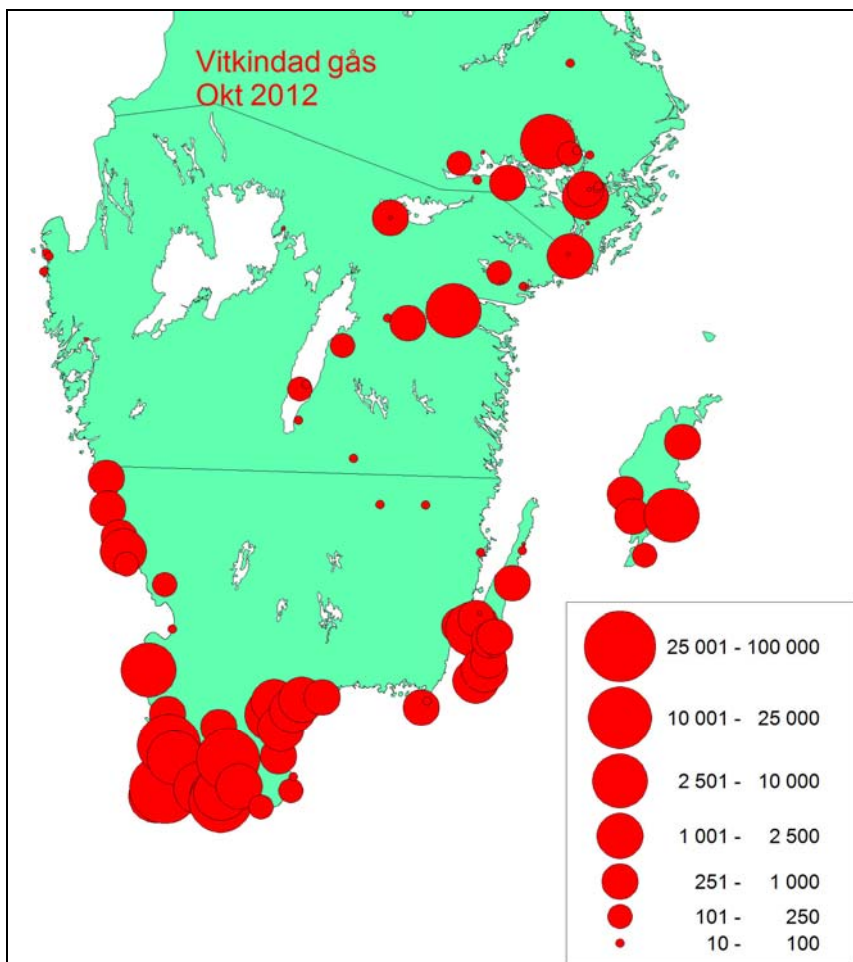 Vitkindad gås
Okt 2012
25 001 - 100 000
10 001 - 25 000
2 501 - 10 000
1 001 - 2 500
251 - 1 000
101 - 250
10 - 100